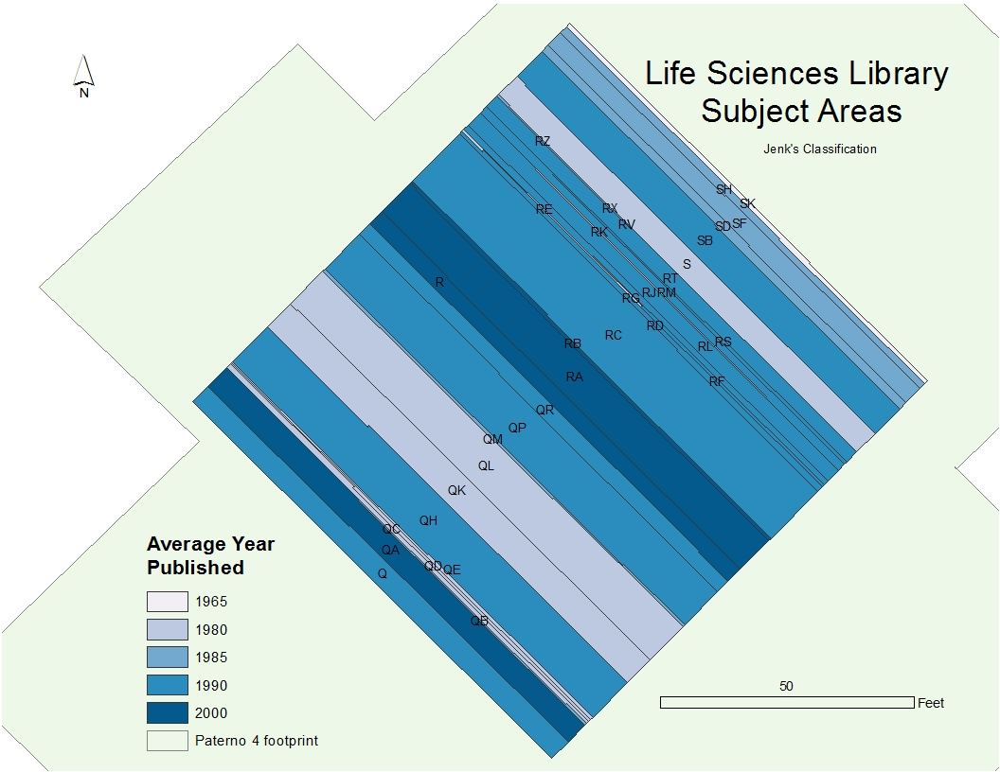 Life Sciences Library
Subject Areas
Jenk's Classification
N
RZ
SH
SK
RE
RX
RV
RK
SD
SF
SB
S
R
RT
RG
RJ
RM
RD
RC
RB
RL
RS
RA
RF
QR
QP
QM
QL
QK
QH
QC
QA
Q
QD
QE
QB
Average Year
Published
1965
1980
1985
1990
2000
Paterno 4 footprint
50
Feet